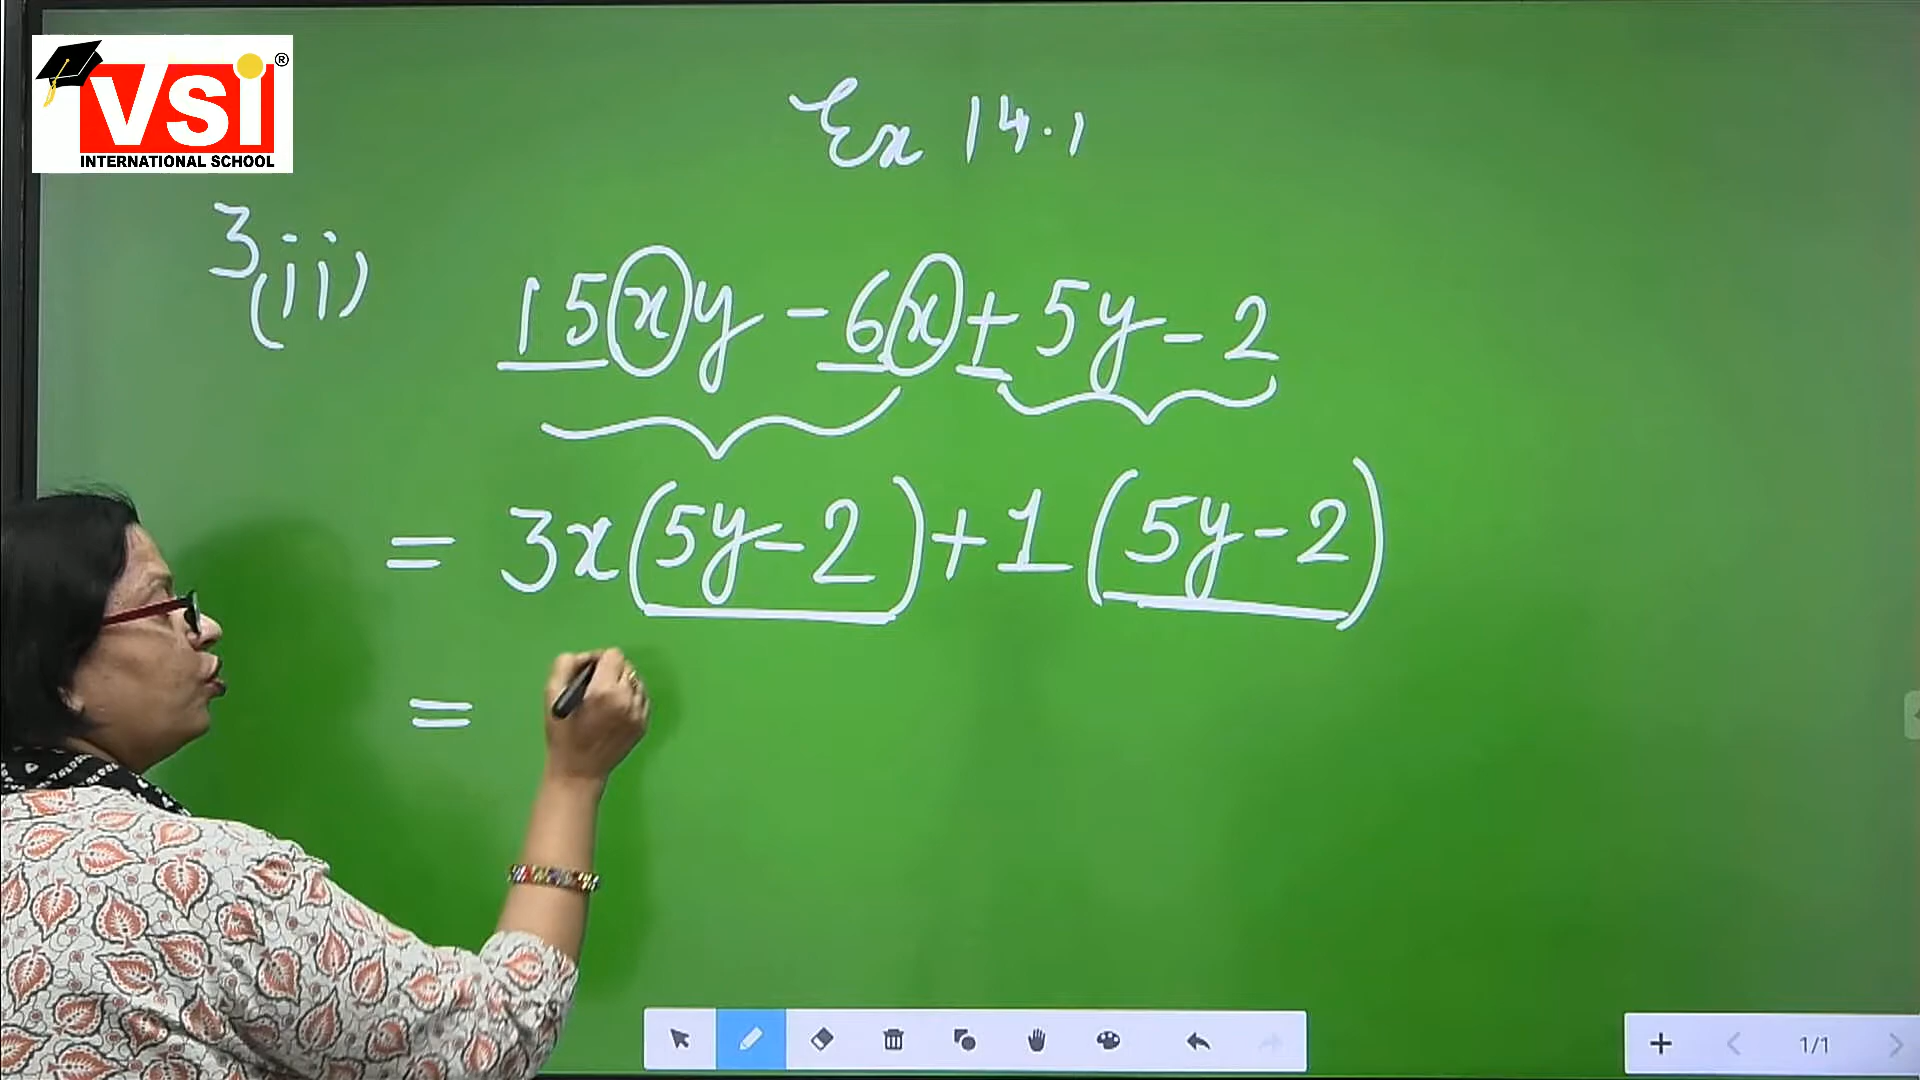 VSI®
INTERNATIONAL SCHOOL
Ex 14.1
3(ii) 15xy - 6x + 5y - 2
= 3x(5y-2) + 1(5y-2)
=
1/1